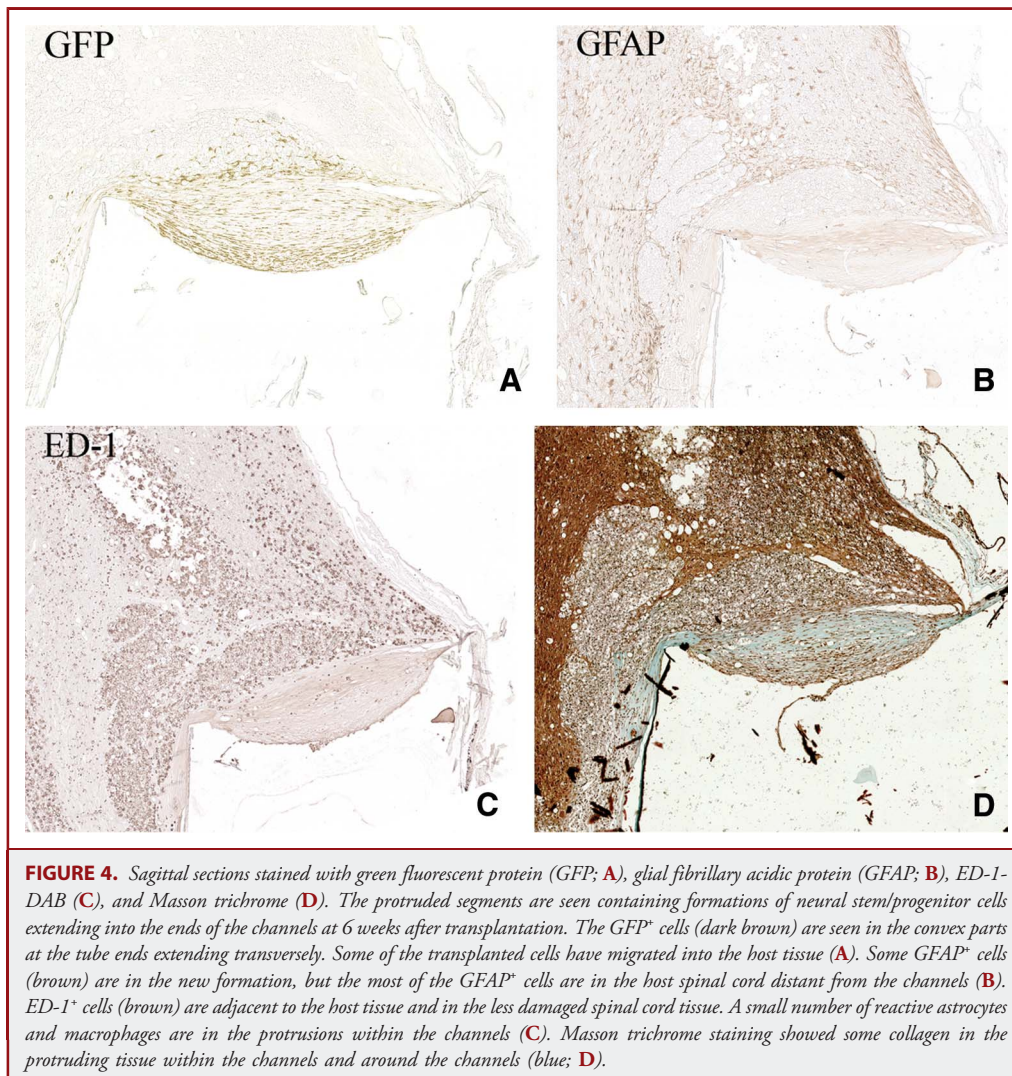 GFP
GFAP
A
B
ED-1
C
D
FIGURE 4. Sagittal sections stained with green fluorescent protein (GFP; A), glial fibrillary acidic protein (GFAP; B), ED-1-
DAB (C), and Masson trichrome (D). The protruded segments are seen containing formations of neural stem/progenitor cells
extending into the ends of the channels at 6 weeks after transplantation. The GFP+ cells (dark brown) are seen in the convex parts
at the tube ends extending transversely. Some of the transplanted cells have migrated into the host tissue (A). Some GFAP+ cells
(brown) are in the new formation, but the most of the GFAP+ cells are in the host spinal cord distant from the channels (B).
ED-1+ cells (brown) are adjacent to the host tissue and in the less damaged spinal cord tissue. A small number of reactive astrocytes
and macrophages are in the protrusions within the channels (C). Masson trichrome staining showed some collagen in the
protruding tissue within the channels and around the channels (blue; D).